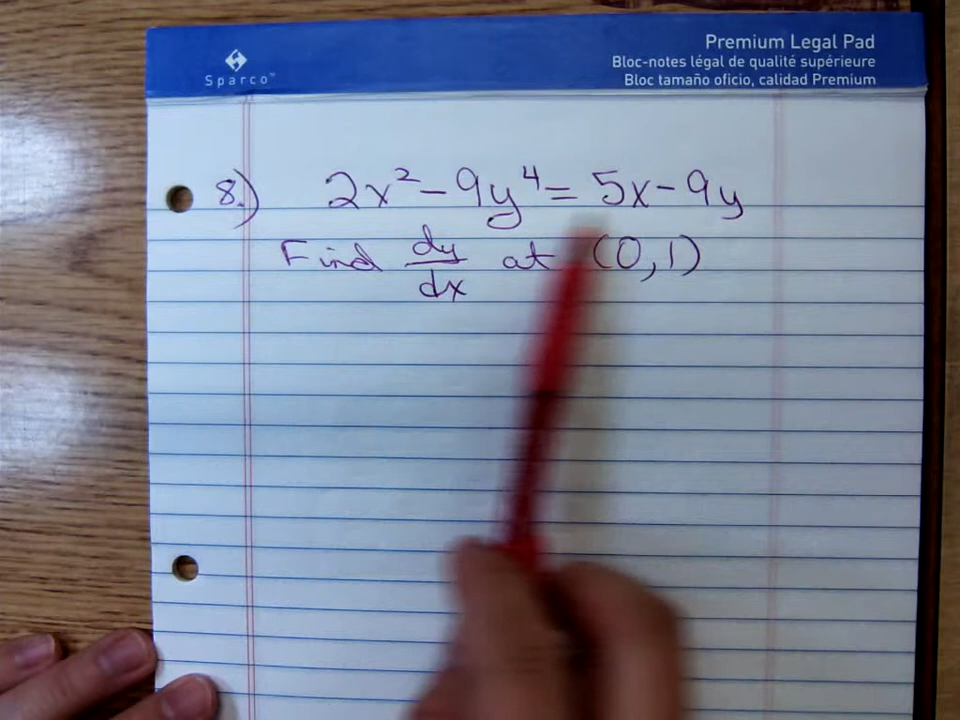 Premium Legal Pad
Bloc-notes légal de qualité supérieure
Bloc tamaño oficio, calidad Premium
Sparco™
8.) 2x² - 9y⁴ = 5x - 9y
Find dy/dx at (0,1)